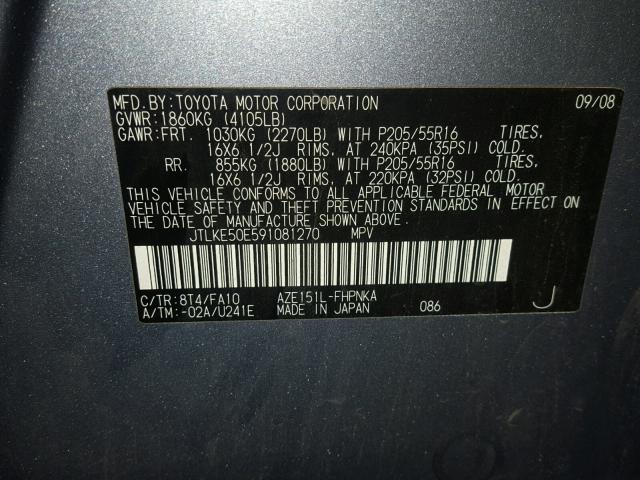 MFD.BY:TOYOTA MOTOR CORPORATION 09/08
GVWR:1860KG (4105LB)
GAWR:FRT. 1030KG (2270LB) WITH P205/55R16 TIRES,
16X6 1/2J RIMS, AT 240KPA (35PSI) COLD.
RR. 855KG (1880LB) WITH P205/55R16 TIRES,
16X6 1/2J RIMS, AT 220KPA (32PSI) COLD.
THIS VEHICLE CONFORMS TO ALL APPLICABLE FEDERAL MOTOR
VEHICLE SAFETY AND THEFT PREVENTION STANDARDS IN EFFECT ON
THE DATE OF MANUFACTURE SHOWN ABOVE.
JTLKE50E591081270 MPV
C/TR:8T4/FA10 AZE151L-FHPNKA
A/TM:-02A/U241E MADE IN JAPAN 086 J